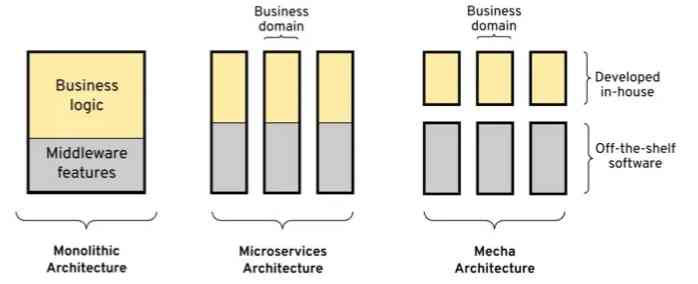 Business
domain
Business
domain
Business
logic
Middleware
features
Developed
in-house
Off-the-shelf
software
Monolithic
Architecture
Microservices
Architecture
Mecha
Architecture